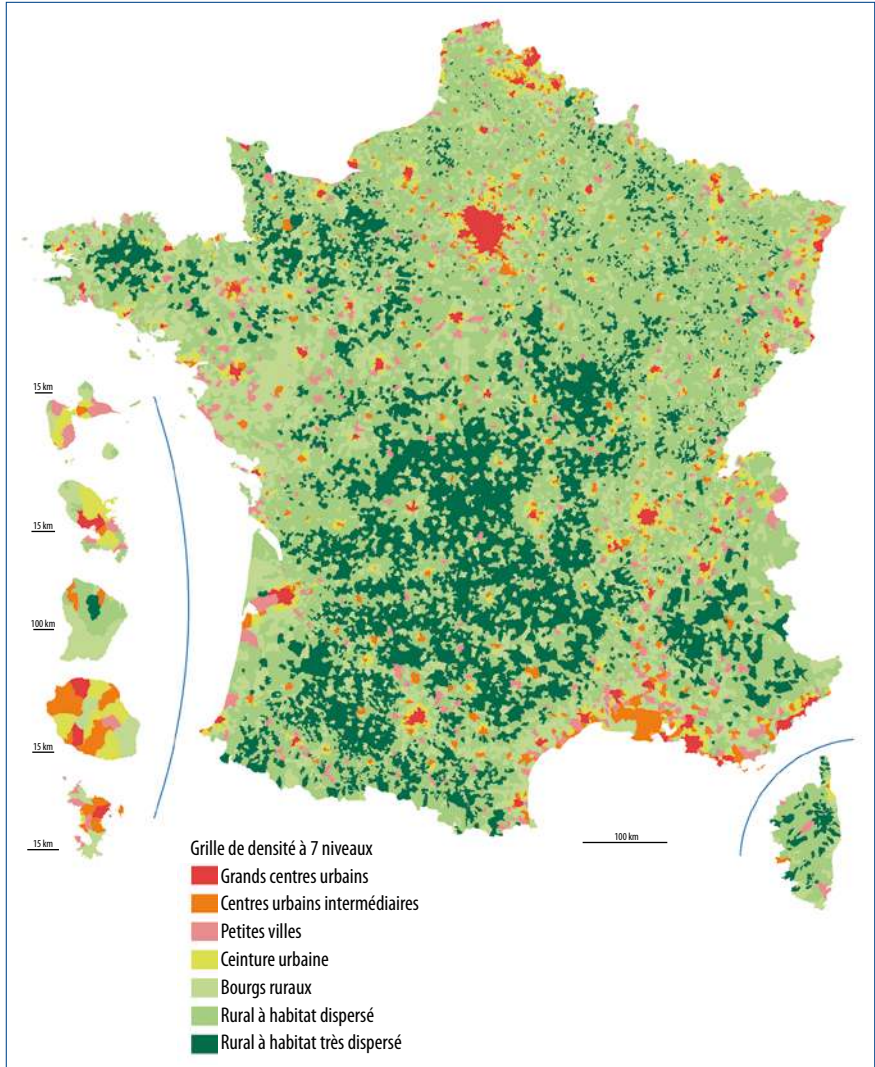 15 km
15 km
100 km
15 km
15 km
100 km
Grille de densité à 7 niveaux
Grands centres urbains
Centres urbains intermédiaires
Petites villes
Ceinture urbaine
Bourgs ruraux
Rural à habitat dispersé
Rural à habitat très dispersé